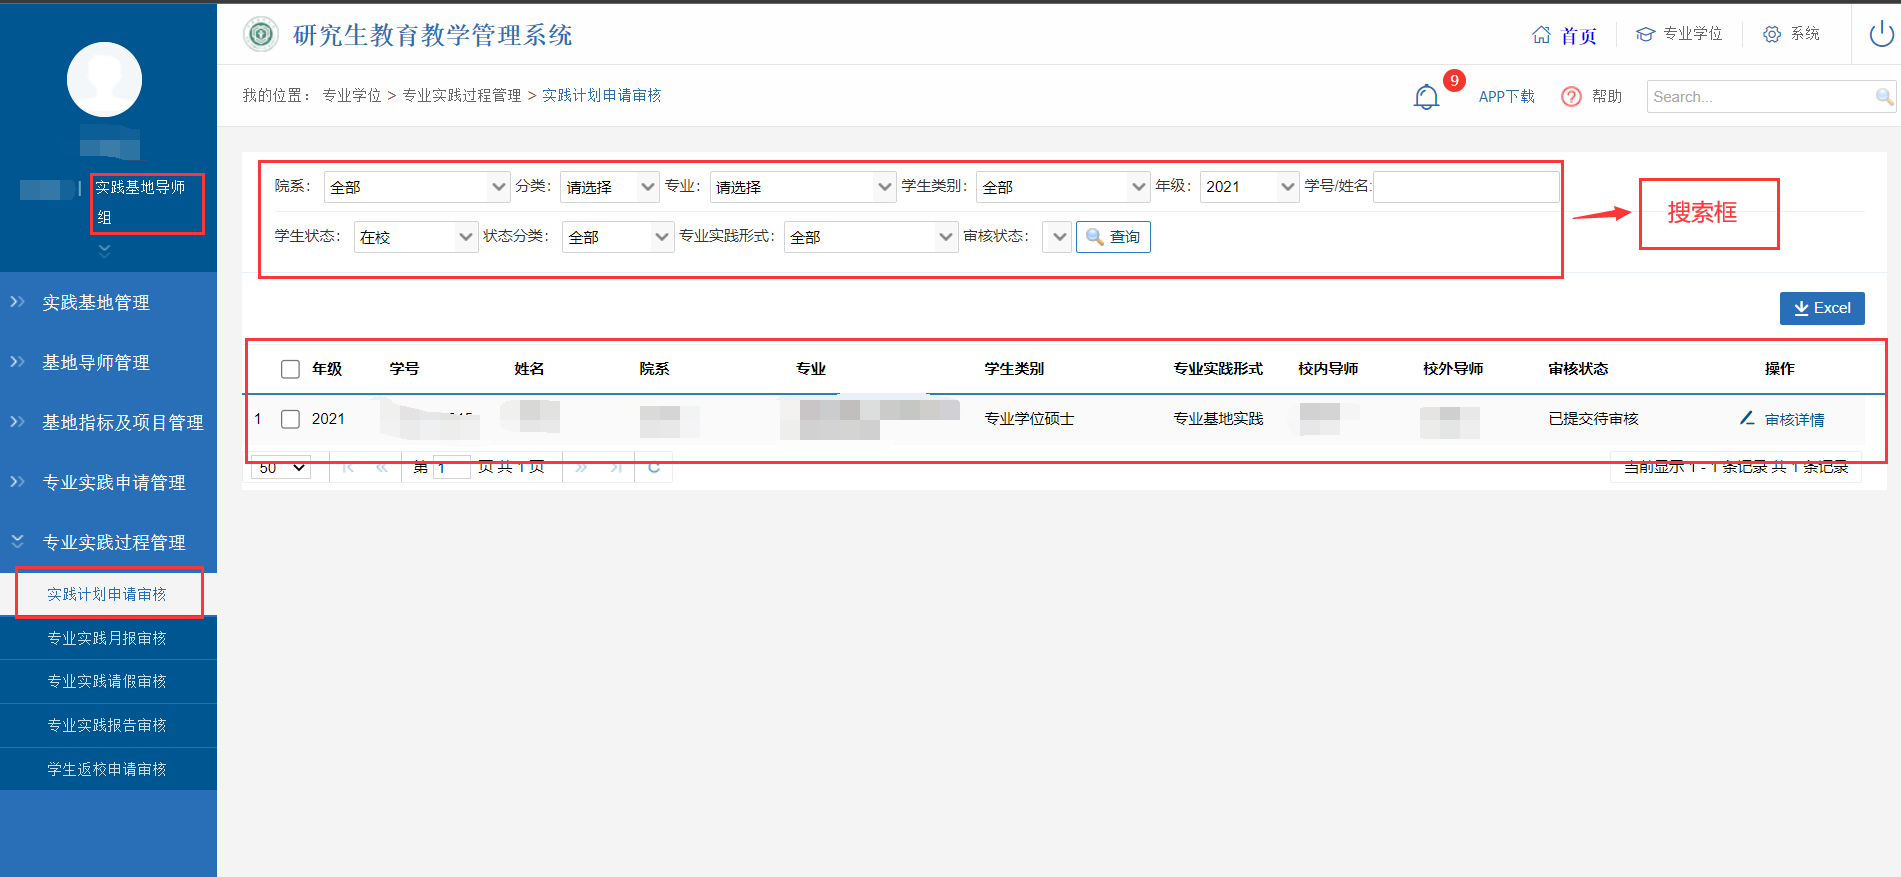 研究生教育教学管理系统
首页
专业学位
系统
我的位置： 专业学位 > 专业实践过程管理 > 实践计划申请审核
9
APP下载
帮助
Search...
实践基地导师
组
实践基地管理
基地导师管理
基地指标及项目管理
专业实践申请管理
专业实践过程管理
实践计划申请审核
专业实践月报审核
专业实践请假审核
专业实践报告审核
学生返校申请审核
院系： 全部 分类： 请选择 专业： 请选择 学生类别： 全部 年级： 2021 学号/姓名:
学生状态： 在校 状态分类： 全部 专业实践形式： 全部 审核状态： 查询
搜索框
Excel
年级 学号 姓名 院系 专业 学生类别 专业实践形式 校内导师 校外导师 审核状态 操作
1 2021 专业学位硕士 专业基地实践 已提交待审核 审核详情
50 第 1 页 共 1 页 当前显示 1 - 1 条记录 共 1 条记录